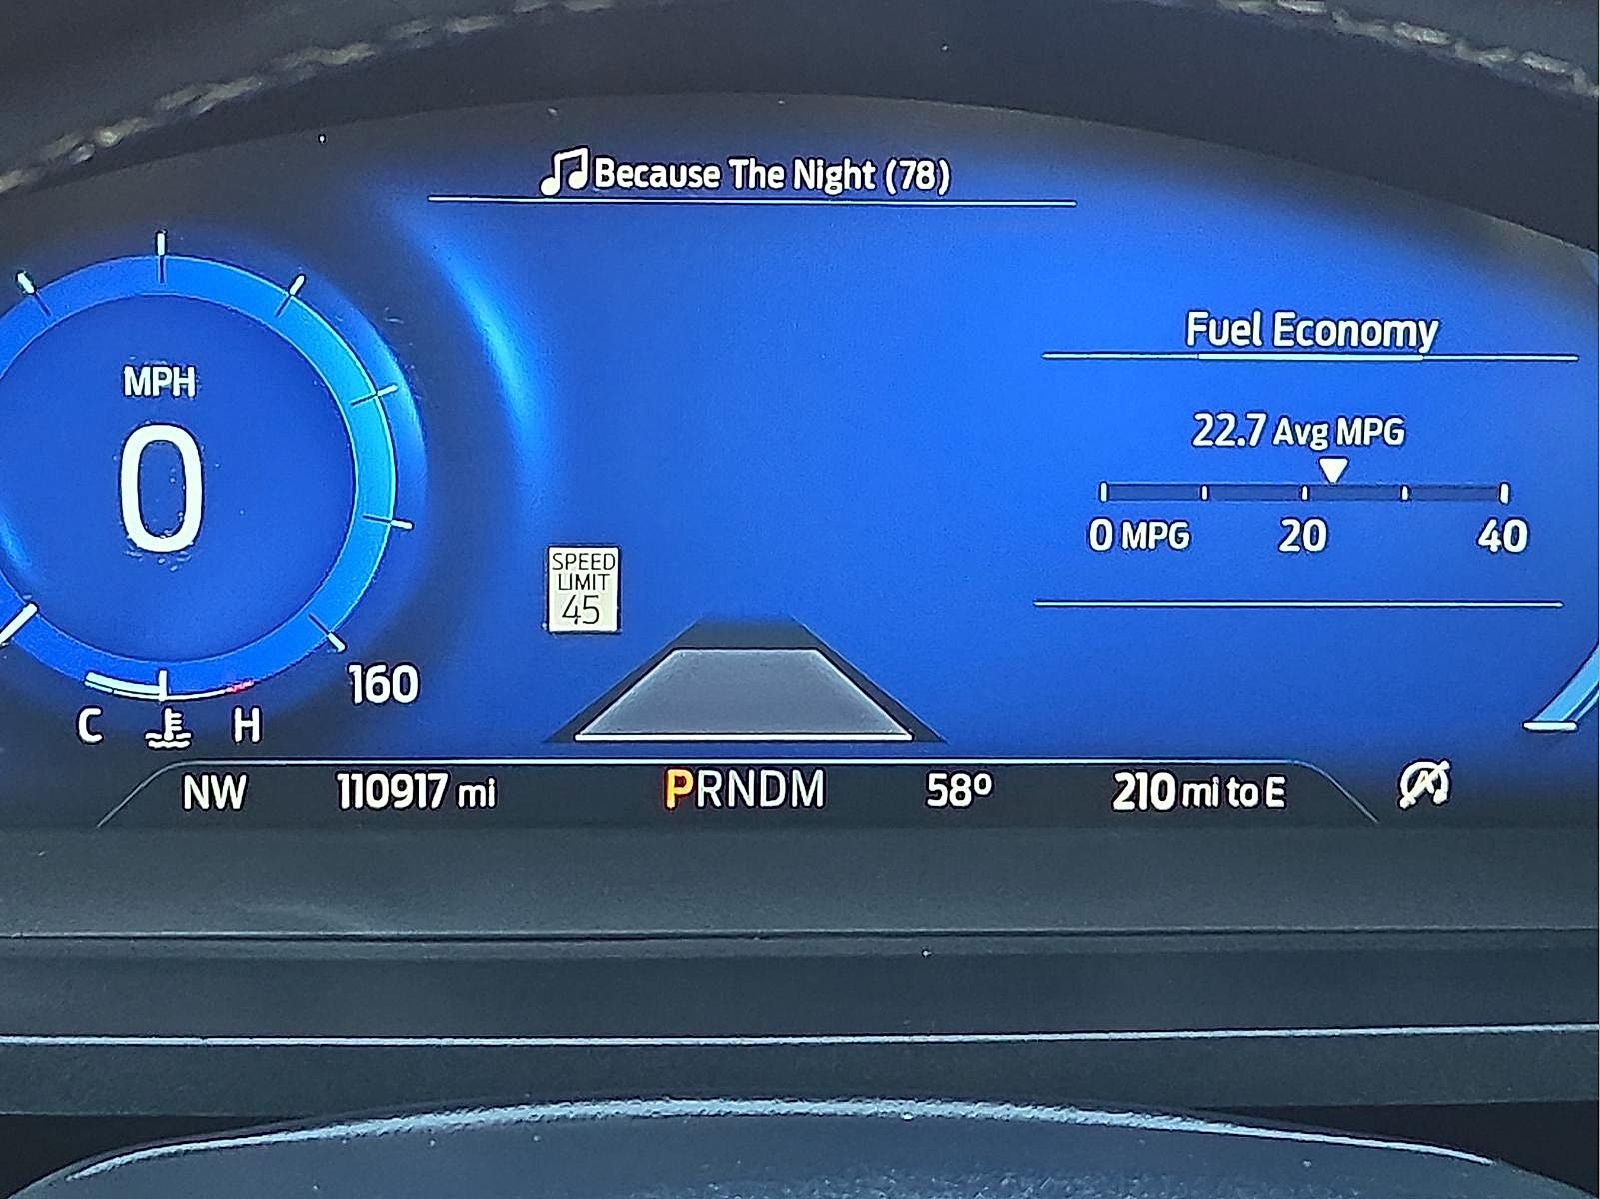 Because The Night (78)
Fuel Economy
MPH
22.7 Avg MPG
0
0 MPG 20 40
SPEED
LIMIT
45
160
C H
NW 110917 mi PRNDM 58º 210 mi to E A